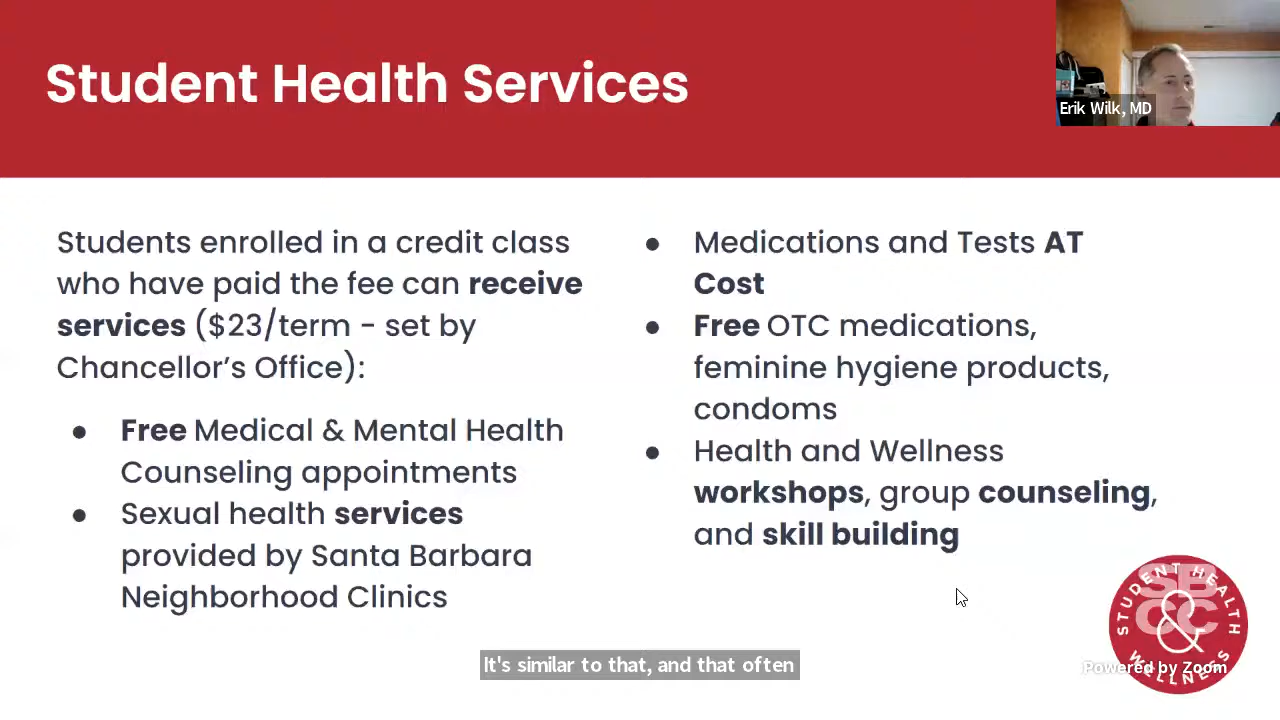 Student Health Services
Erik Wilk, MD
Students enrolled in a credit class
who have paid the fee can receive
services ($23/term - set by
Chancellor’s Office):
● Free Medical & Mental Health
Counseling appointments
● Sexual health services
provided by Santa Barbara
Neighborhood Clinics
● Medications and Tests AT
Cost
● Free OTC medications,
feminine hygiene products,
condoms
● Health and Wellness
workshops, group counseling,
and skill building
STUDENT HEALTH
SB
CC
&
WELLNESS
Powered by Zoom
It's similar to that, and that often